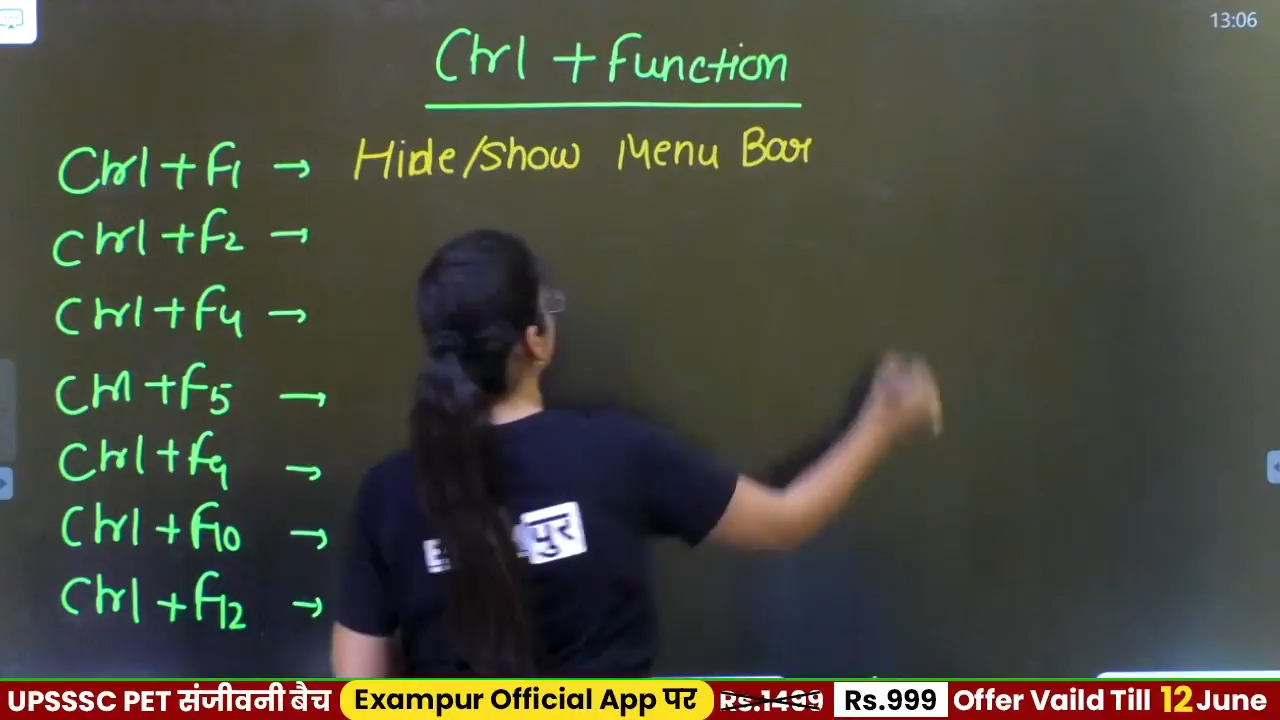 13:06
Ctrl + Function
Ctrl + F1 → Hide/Show Menu Bar
Ctrl + F2 →
Ctrl + F4 →
Ctrl + F5 →
Ctrl + F9 →
Ctrl + F10 →
Ctrl + F12 →
पुर
UPSSSC PET संजीवनी बैच Exampur Official App पर Rs.1499 Rs.999 Offer Vaild Till 12 June